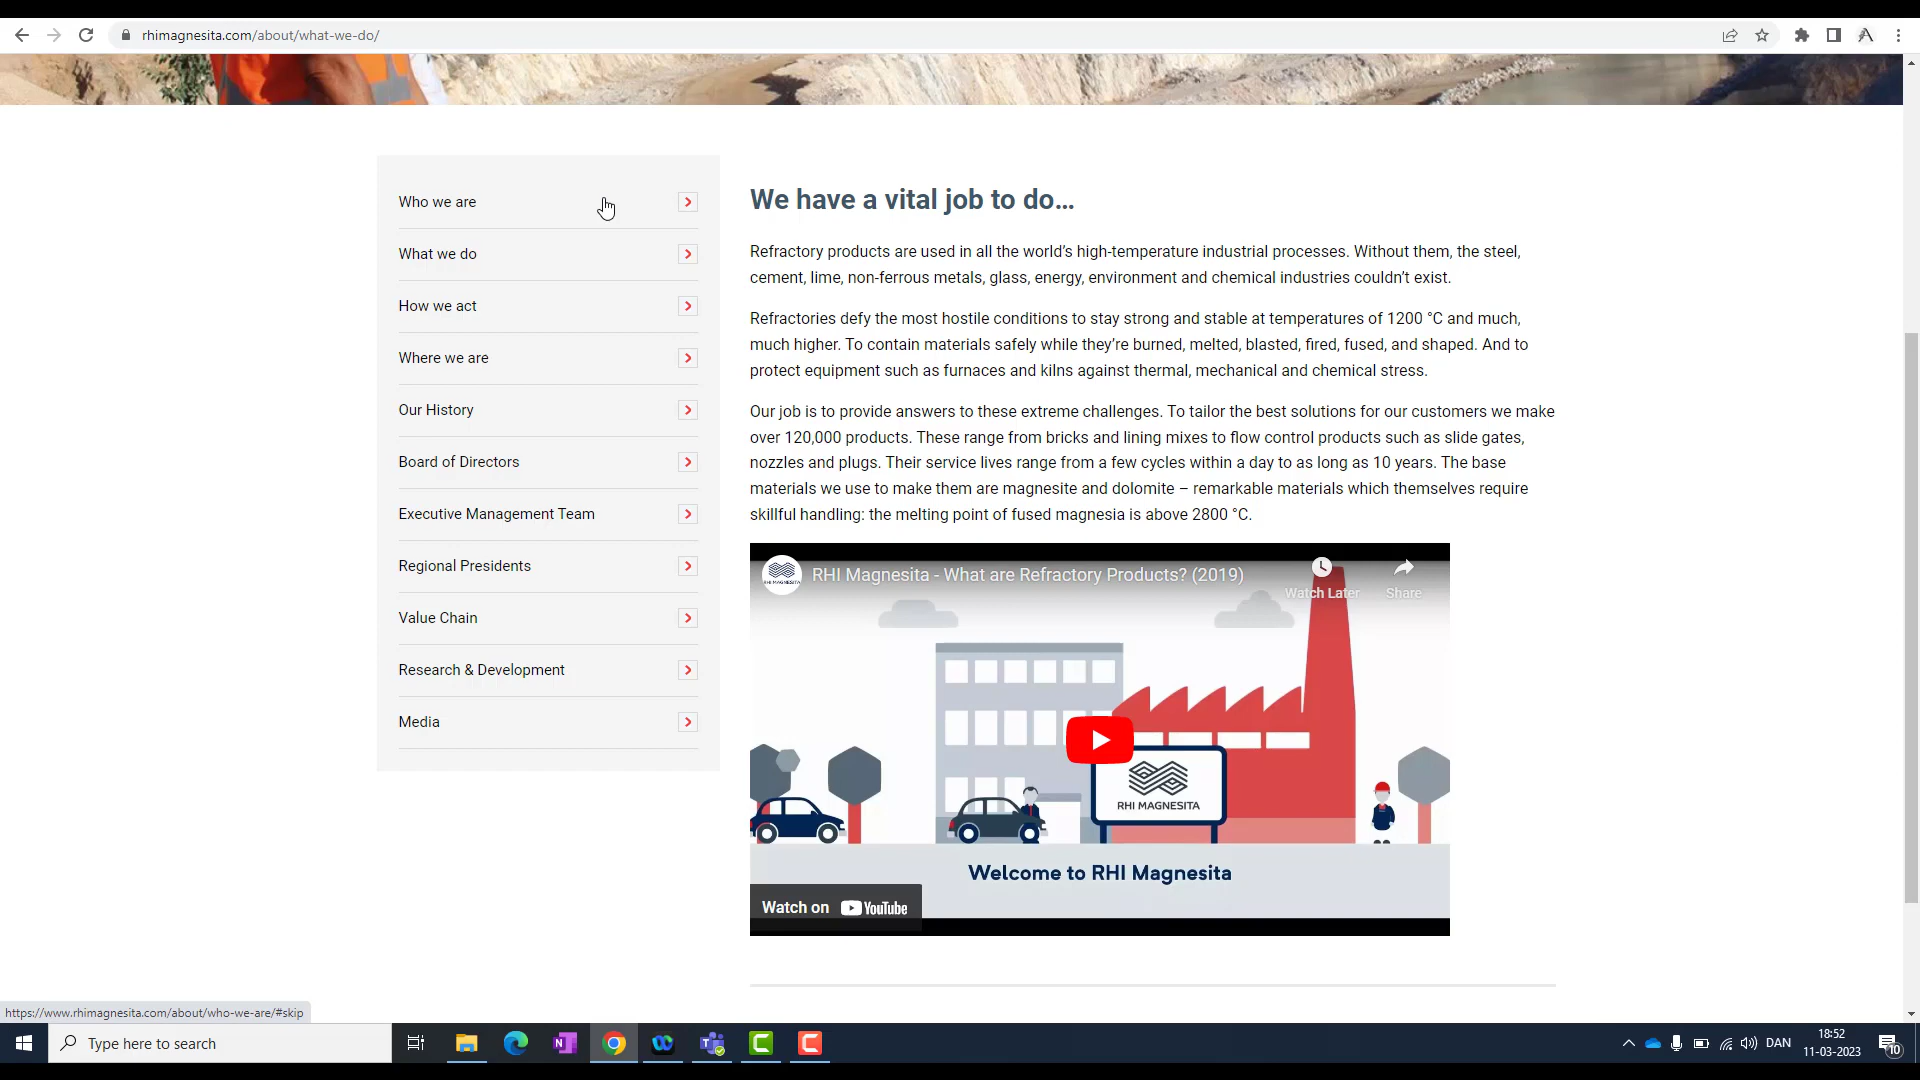 rhimagnesita.com/about/what-we-do/
Who we are
What we do
How we act
Where we are
Our History
Board of Directors
Executive Management Team
Regional Presidents
Value Chain
Research & Development
Media
We have a vital job to do…
Refractory products are used in all the world’s high-temperature industrial processes. Without them, the steel,
cement, lime, non-ferrous metals, glass, energy, environment and chemical industries couldn’t exist.
Refractories defy the most hostile conditions to stay strong and stable at temperatures of 1200 °C and much,
much higher. To contain materials safely while they’re burned, melted, blasted, fired, fused, and shaped. And to
protect equipment such as furnaces and kilns against thermal, mechanical and chemical stress.
Our job is to provide answers to these extreme challenges. To tailor the best solutions for our customers we make
over 120,000 products. These range from bricks and lining mixes to flow control products such as slide gates,
nozzles and plugs. Their service lives range from a few cycles within a day to as long as 10 years. The base
materials we use to make them are magnesite and dolomite – remarkable materials which themselves require
skillful handling: the melting point of fused magnesia is above 2800 °C.
RHI MAGNESITA
RHI Magnesita - What are Refractory Products? (2019)
Watch Later
Share
RHI MAGNESITA
Welcome to RHI Magnesita
Watch on YouTube
https://www.rhimagnesita.com/about/who-we-are/#skip
Type here to search
DAN
18:52
11-03-2023
10